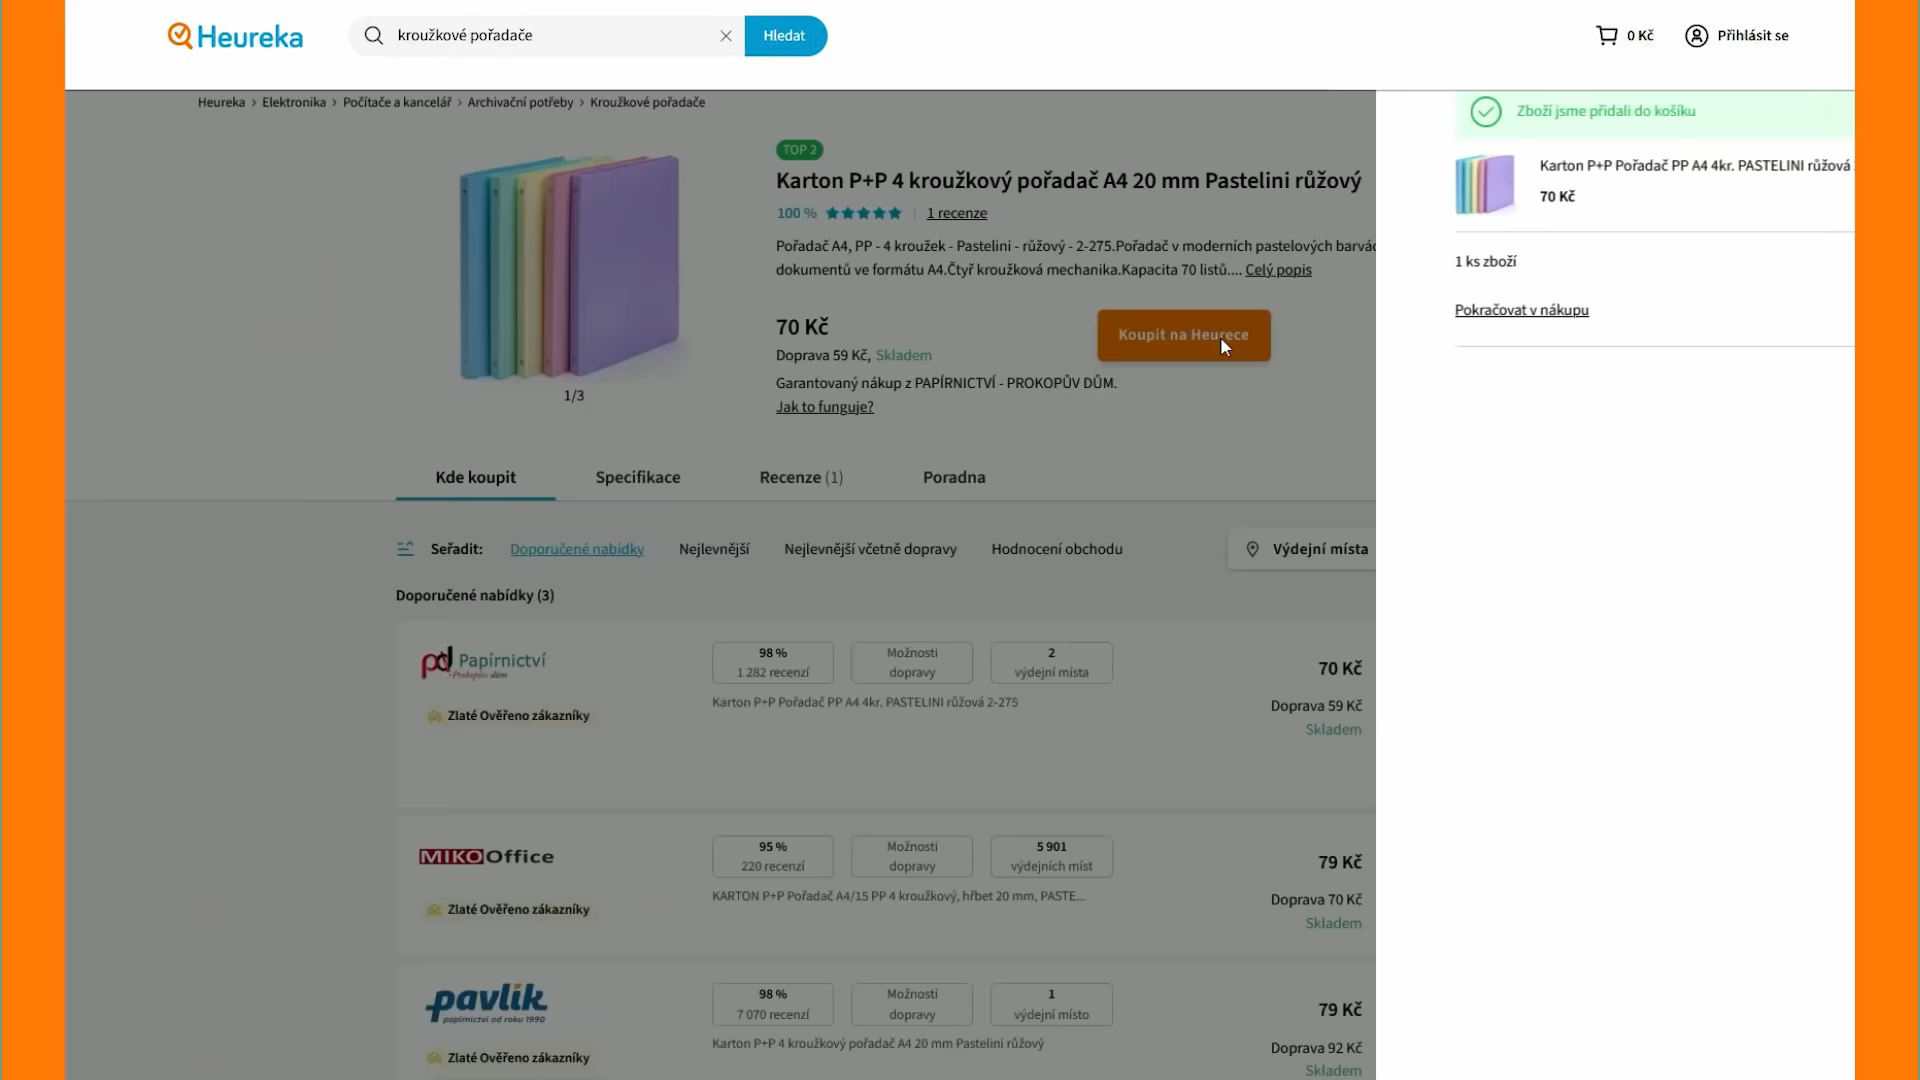 Heureka
kroužkové pořadače
Hledat
0 Kč
Přihlásit se
Heureka > Elektronika > Počítače a kancelář > Archivační potřeby > Kroužkové pořadače
TOP 2
Karton P+P 4 kroužkový pořadač A4 20 mm Pastelini růžový
100 %
1 recenze
Pořadač A4, PP - 4 kroužek - Pastelini - růžový - 2-275.Pořadač v moderních pastelových barvác
dokumentů ve formátu A4.Čtyř kroužková mechanika.Kapacita 70 listů.... Celý popis
70 Kč
Koupit na Heurece
Doprava 59 Kč, Skladem
Garantovaný nákup z PAPÍRNICTVÍ - PROKOPŮV DŮM.
Jak to funguje?
1/3
Zboží jsme přidali do košíku
Karton P+P Pořadač PP A4 4kr. PASTELINI růžová
70 Kč
1 ks zboží
Pokračovat v nákupu
Kde koupit
Specifikace
Recenze (1)
Poradna
Seřadit:
Doporučené nabídky
Nejlevnější
Nejlevnější včetně dopravy
Hodnocení obchodu
Výdejní místa
Doporučené nabídky (3)
pd Papírnictví
Prokopův dům
Zlaté Ověřeno zákazníky
98 %
1 282 recenzí
Možnosti
dopravy
2
výdejní místa
Karton P+P Pořadač PP A4 4kr. PASTELINI růžová 2-275
70 Kč
Doprava 59 Kč
Skladem
MIKO Office
Zlaté Ověřeno zákazníky
95 %
220 recenzí
Možnosti
dopravy
5 901
výdejních míst
KARTON P+P Pořadač A4/15 PP 4 kroužkový, hřbet 20 mm, PASTE...
79 Kč
Doprava 70 Kč
Skladem
pavlík
papírnictví od roku 1990
Zlaté Ověřeno zákazníky
98 %
7 070 recenzí
Možnosti
dopravy
1
výdejní místo
Karton P+P 4 kroužkový pořadač A4 20 mm Pastelini růžový
79 Kč
Doprava 92 Kč
Skladem